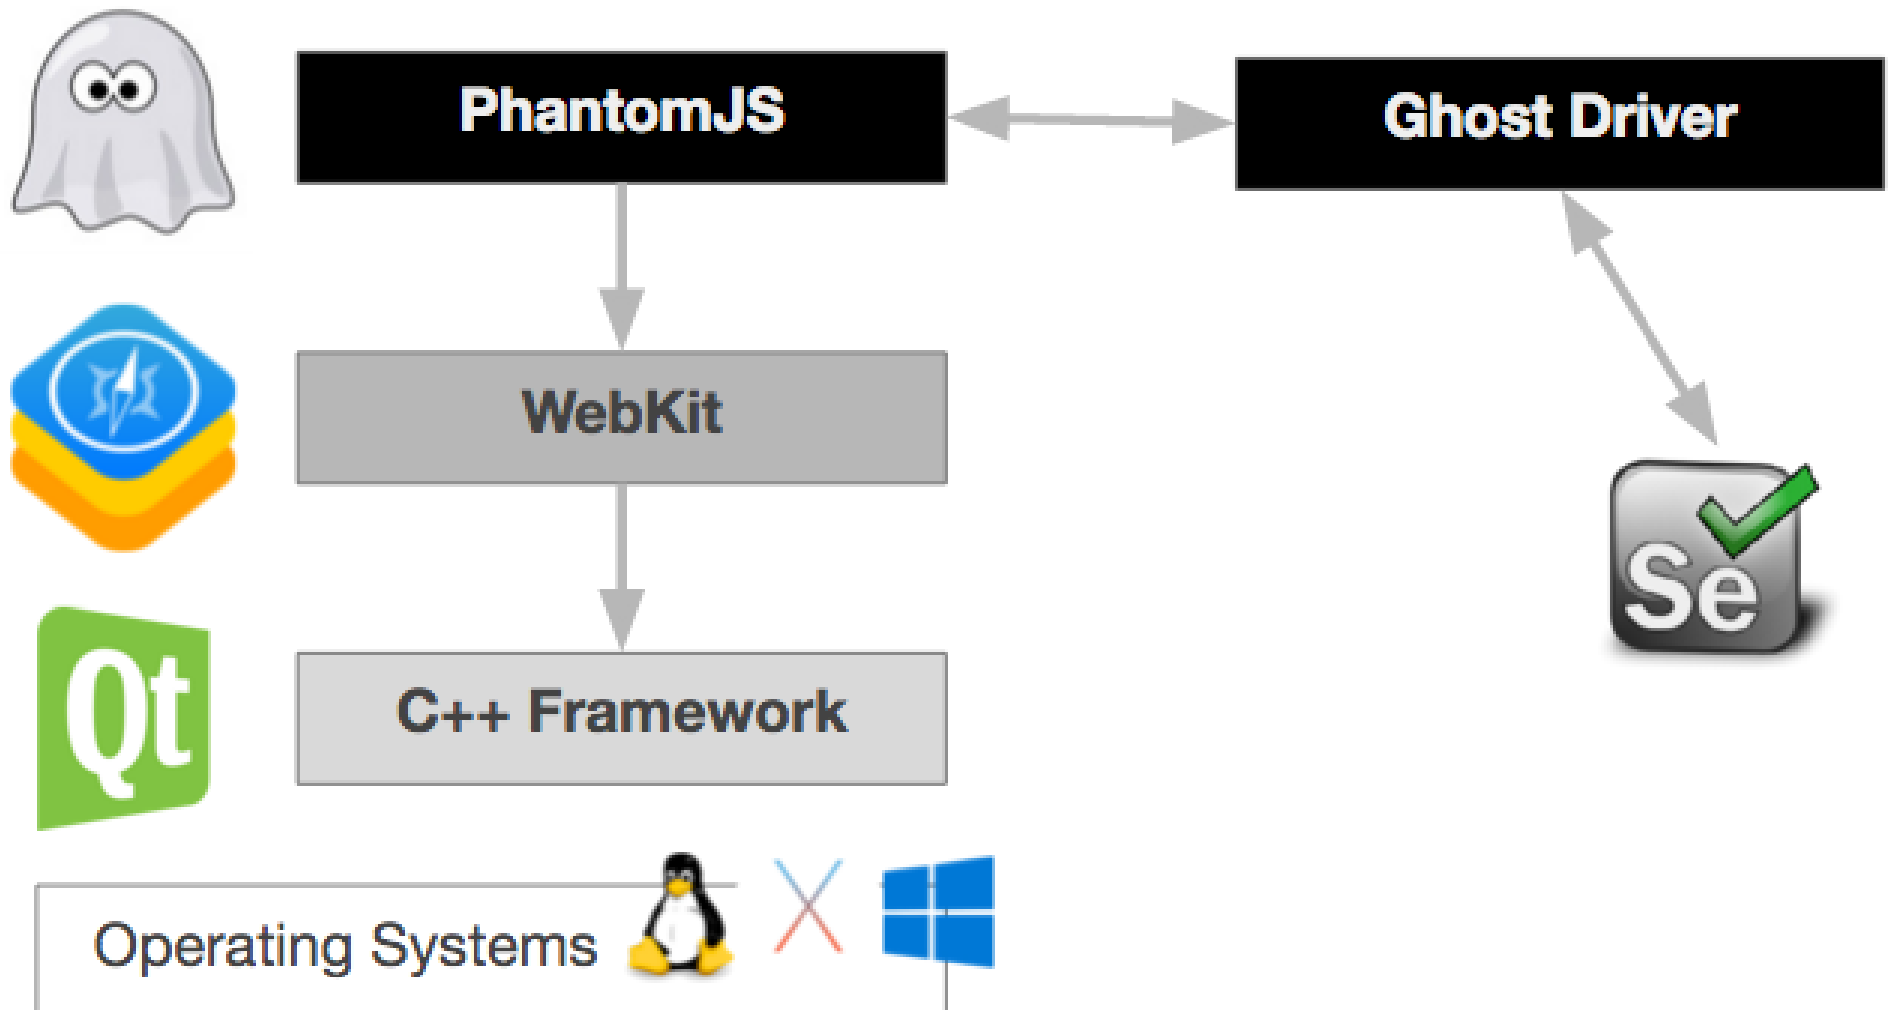 PhantomJS
Ghost Driver
WebKit
Se
Qt
C++ Framework
Operating Systems